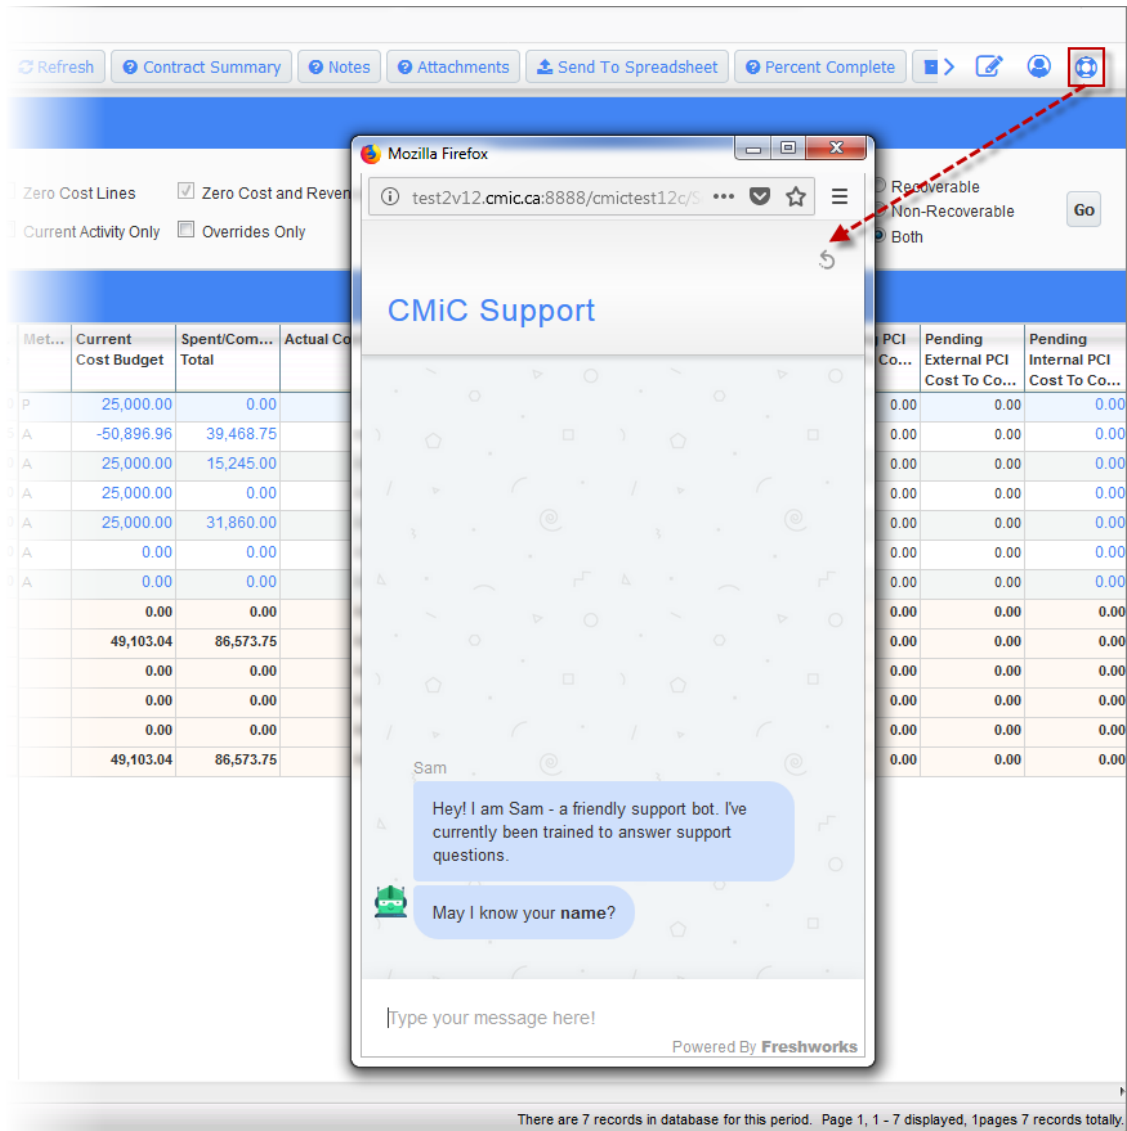 Refresh Contract Summary Notes Attachments Send To Spreadsheet Percent Complete
Mozilla Firefox
test2v12.cmic.ca:8888/cmictest12c/S
Zero Cost Lines Zero Cost and Reven
Current Activity Only Overrides Only
Recoverable
Non-Recoverable
Both
Go
CMiC Support
Met... Current Cost Budget Spent/Com... Total Actual Co
PCI Co... Pending External PCI Cost To Co... Pending Internal PCI Cost To Co...
P 25,000.00 0.00 0.00 0.00 0.00
A -50,896.96 39,468.75 0.00 0.00 0.00
A 25,000.00 15,245.00 0.00 0.00 0.00
A 25,000.00 0.00 0.00 0.00 0.00
A 25,000.00 31,860.00 0.00 0.00 0.00
A 0.00 0.00 0.00 0.00 0.00
A 0.00 0.00 0.00 0.00 0.00
0.00 0.00 0.00 0.00 0.00
49,103.04 86,573.75 0.00 0.00 0.00
0.00 0.00 0.00 0.00 0.00
0.00 0.00 0.00 0.00 0.00
0.00 0.00 0.00 0.00 0.00
49,103.04 86,573.75 0.00 0.00 0.00
Sam
Hey! I am Sam - a friendly support bot. I've
currently been trained to answer support
questions.
May I know your name?
Type your message here!
Powered By Freshworks
There are 7 records in database for this period. Page 1, 1 - 7 displayed, 1pages 7 records totally.